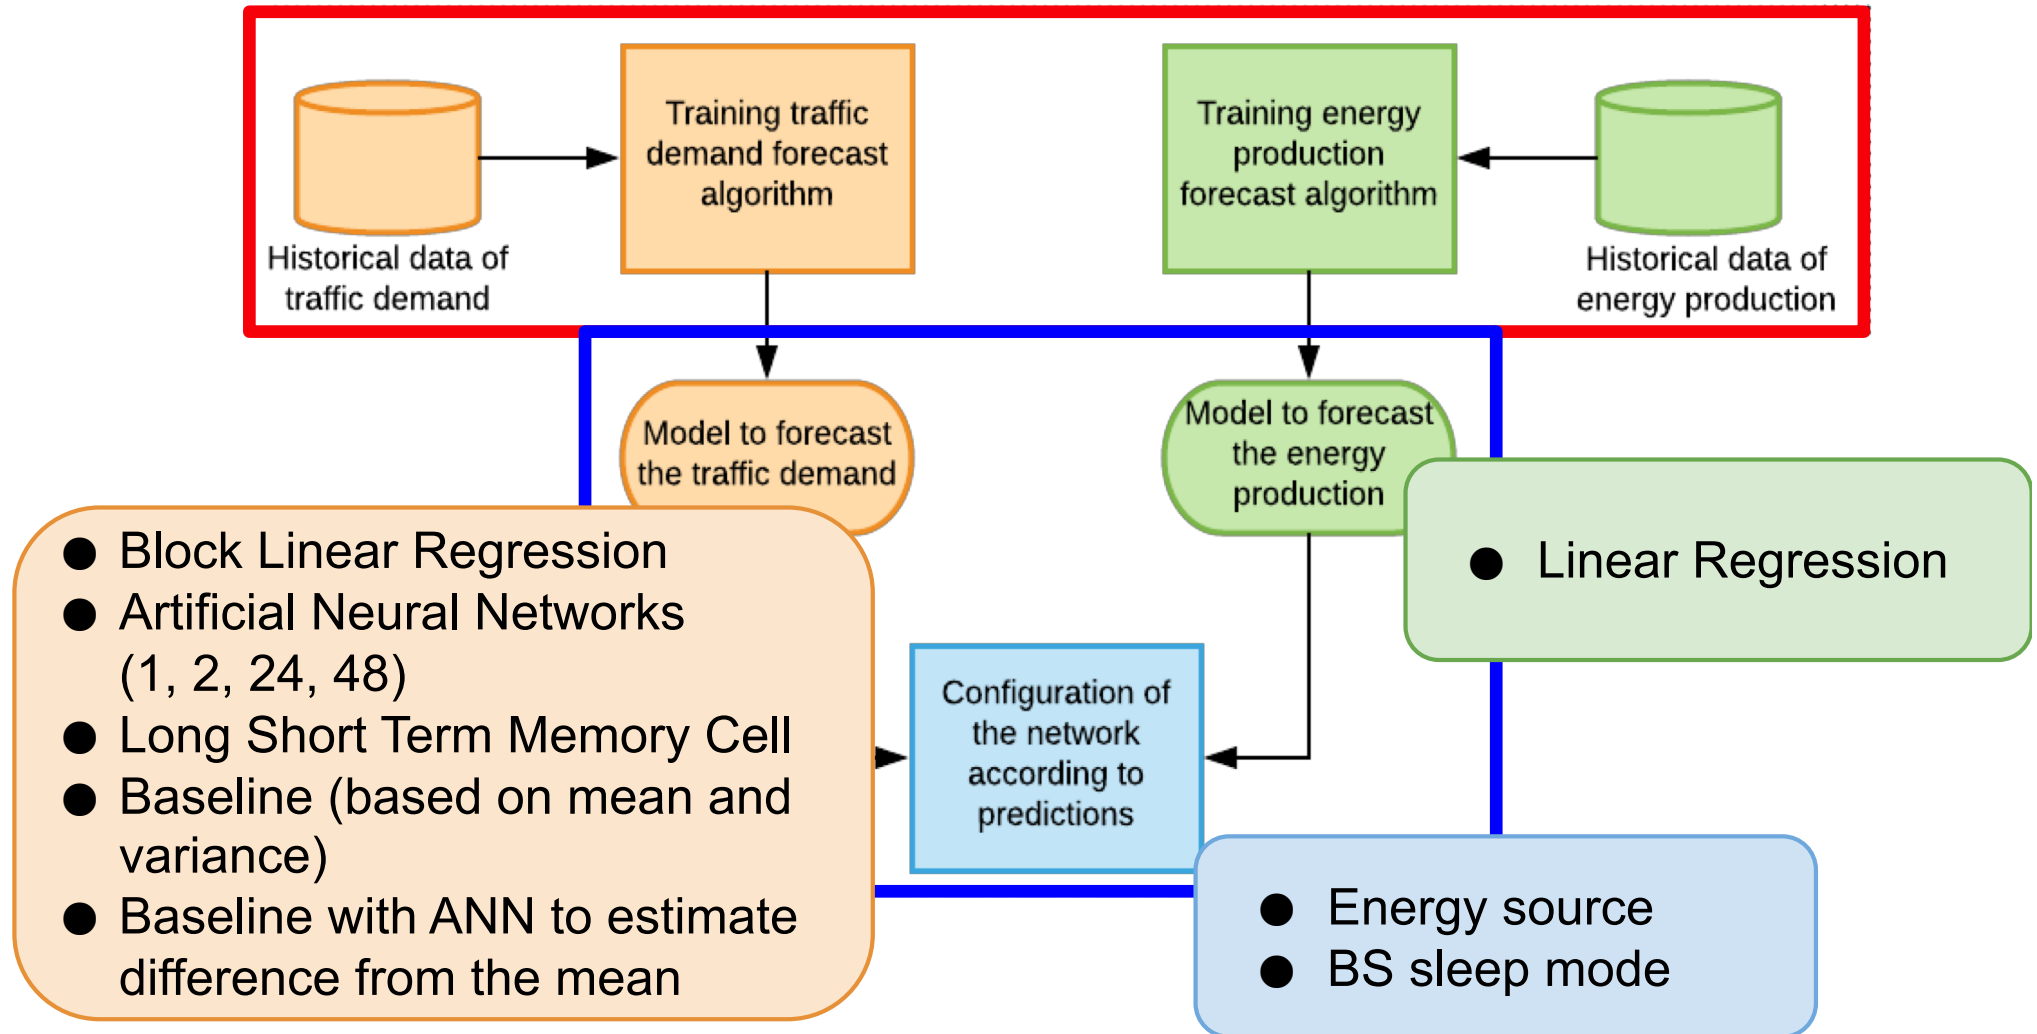 Training traffic
demand forecast
algorithm
Training energy
production
forecast algorithm
Historical data of
traffic demand
Historical data of
energy production
Model to forecast
the traffic demand
Model to forecast
the energy
production
● Block Linear Regression
● Artificial Neural Networks
(1, 2, 24, 48)
● Long Short Term Memory Cell
● Baseline (based on mean and
variance)
● Baseline with ANN to estimate
difference from the mean
● Linear Regression
Configuration of
the network
according to
predictions
● Energy source
● BS sleep mode